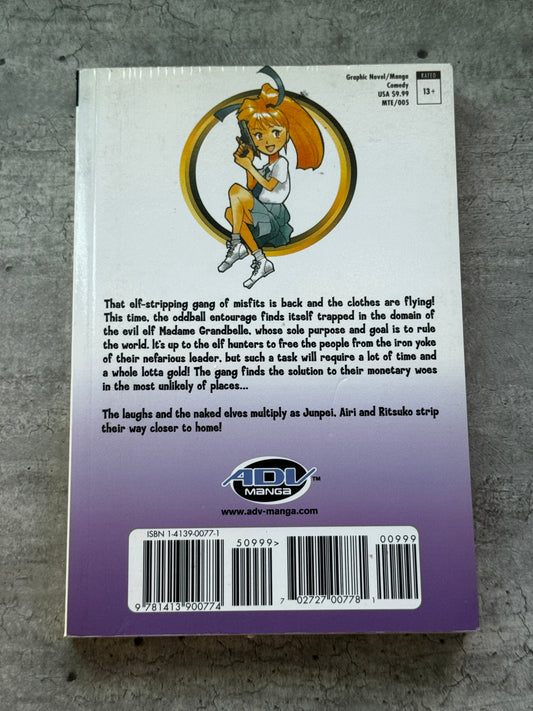 Graphic Novel/Manga
Comedy
USA $9.99
MTE/005
RATED
13+
That elf-stripping gang of misfits is back and the clothes are flying!
This time, the oddball entourage finds itself trapped in the domain of
the evil elf Madame Grandbelle, whose sole purpose and goal is to rule
the world. It's up to the elf hunters to free the people from the iron yoke
of their nefarious leader, but such a task will require a lot of time and
a whole lotta gold! The gang finds the solution to their monetary woes
in the most unlikely of places...
The laughs and the naked elves multiply as Junpei, Airi and Ritsuko strip
their way closer to home!
ADV
MANGA
TM
www.adv-manga.com
ISBN 1-4139-0077-1
50999>
00999
9 781413 900774
7 02727 00778 1